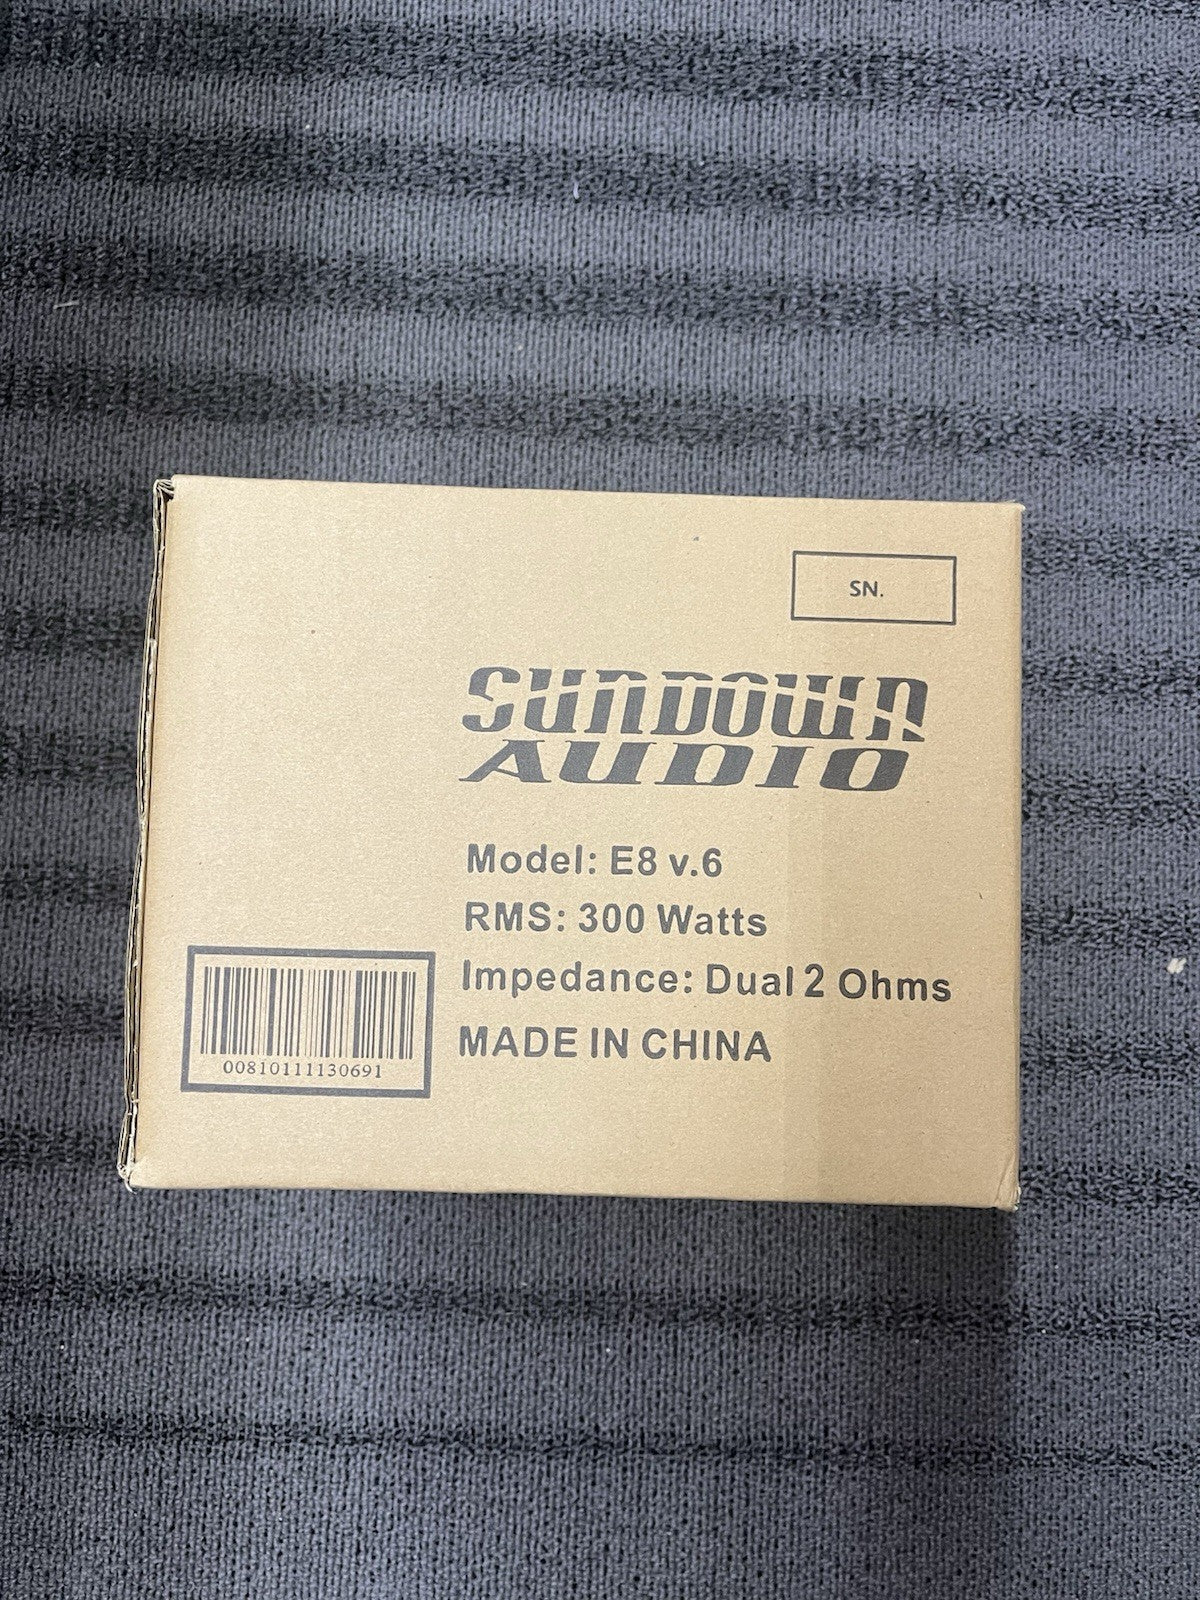 SN.
SUNDOWN
AUDIO
Model: E8 v.6
RMS: 300 Watts
Impedance: Dual 2 Ohms
MADE IN CHINA
00810111130691